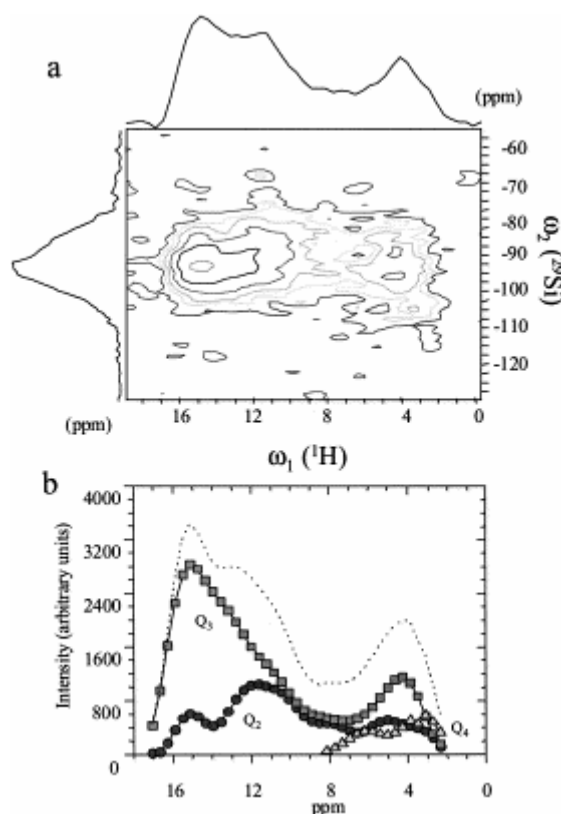 a
(ppm)
-60
-70
-80
-90
-100
-110
-120
ω₂ (²⁹Si)
(ppm)
16 12 8 4 0
ω₁ (¹H)
b
4000
3200
2400
1600
800
0
Intensity (arbitrary units)
Q₃
Q₂
Q₄
16 12 8 4
ppm